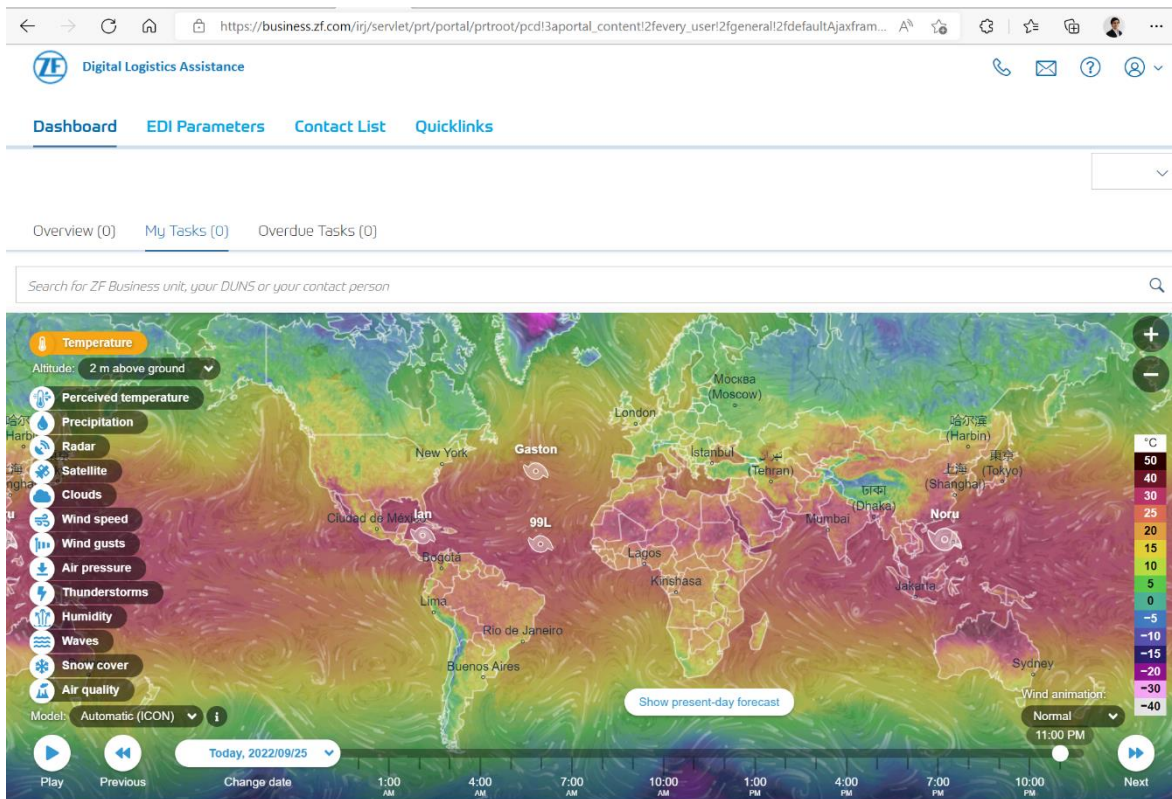 https://business.zf.com/irj/servlet/prt/portal/prtroot/pcd!3aportal_content!2fevery_user!2fgeneral!2fdefaultAjaxfram...
ZF Digital Logistics Assistance
Dashboard EDI Parameters Contact List Quicklinks
Overview (0) My Tasks (0) Overdue Tasks (0)
Search for ZF Business unit, your DUNS or your contact person
Temperature
Altitude: 2 m above ground
Perceived temperature
Precipitation
Radar
Satellite
Clouds
Wind speed
Wind gusts
Air pressure
Thunderstorms
Humidity
Waves
Snow cover
Air quality
Model: Automatic (ICON) i
Москва
(Moscow)
London
哈尔滨
(Harbin)
New York
Gaston
Istanbul
(Tehran)
上海
(Shanghai)
東京
(Tokyo)
ঢাকা
(Dhaka)
Ciudad de México
Ian
99L
Mumbai
Noru
Bogotá
Lagos
Kinshasa
Jakarta
Lima
Rio de Janeiro
Buenos Aires
Sydney
°C
50
40
30
25
20
15
10
5
0
−5
−10
−15
−20
−30
−40
Show present-day forecast
Wind animation:
Normal
11:00 PM
Today, 2022/09/25
Play Previous Change date Next
1:00 AM
4:00 AM
7:00 AM
10:00 AM
1:00 PM
4:00 PM
7:00 PM
10:00 PM